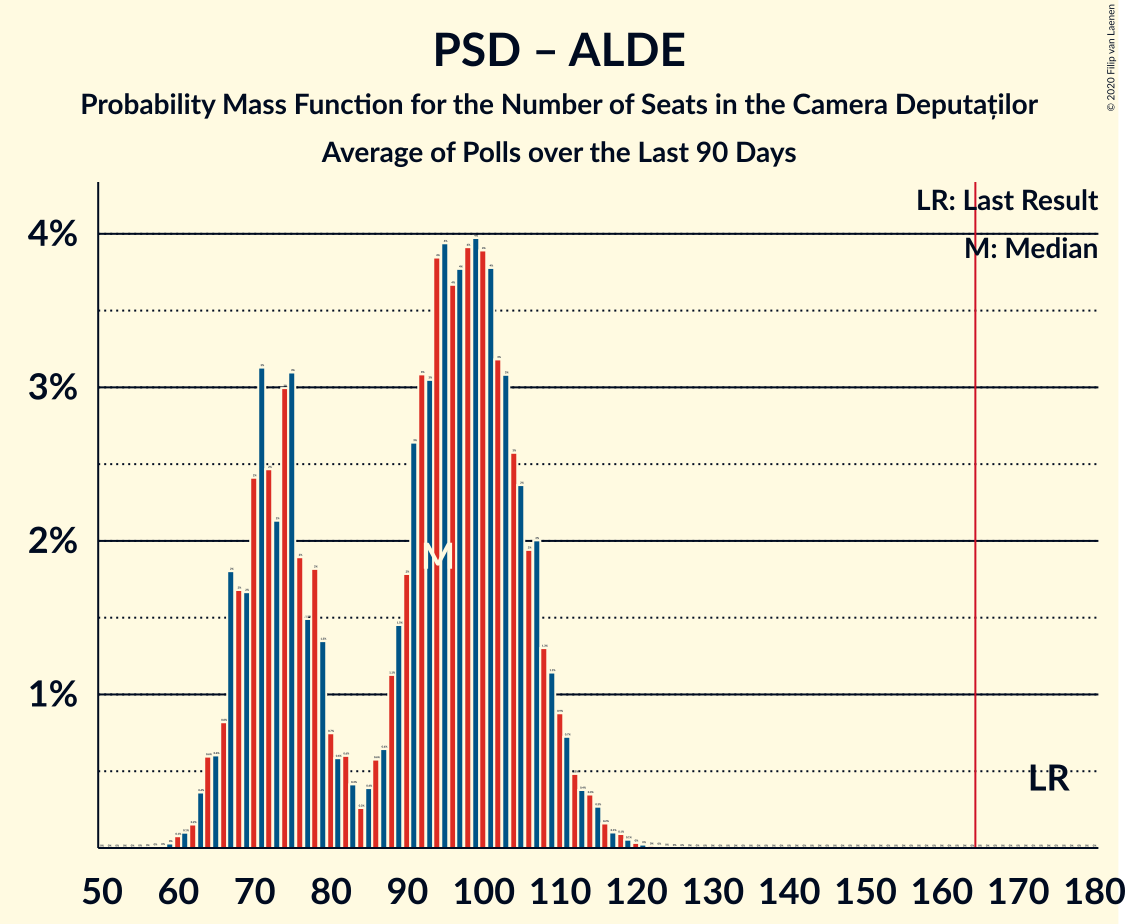 PSD – ALDE
Probability Mass Function for the Number of Seats in the Camera Deputaților
Average of Polls over the Last 90 Days
© 2020 Filip van Laenen
LR: Last Result
M: Median
4%
3%
2%
1%
M
LR
50 60 70 80 90 100 110 120 130 140 150 160 170 180